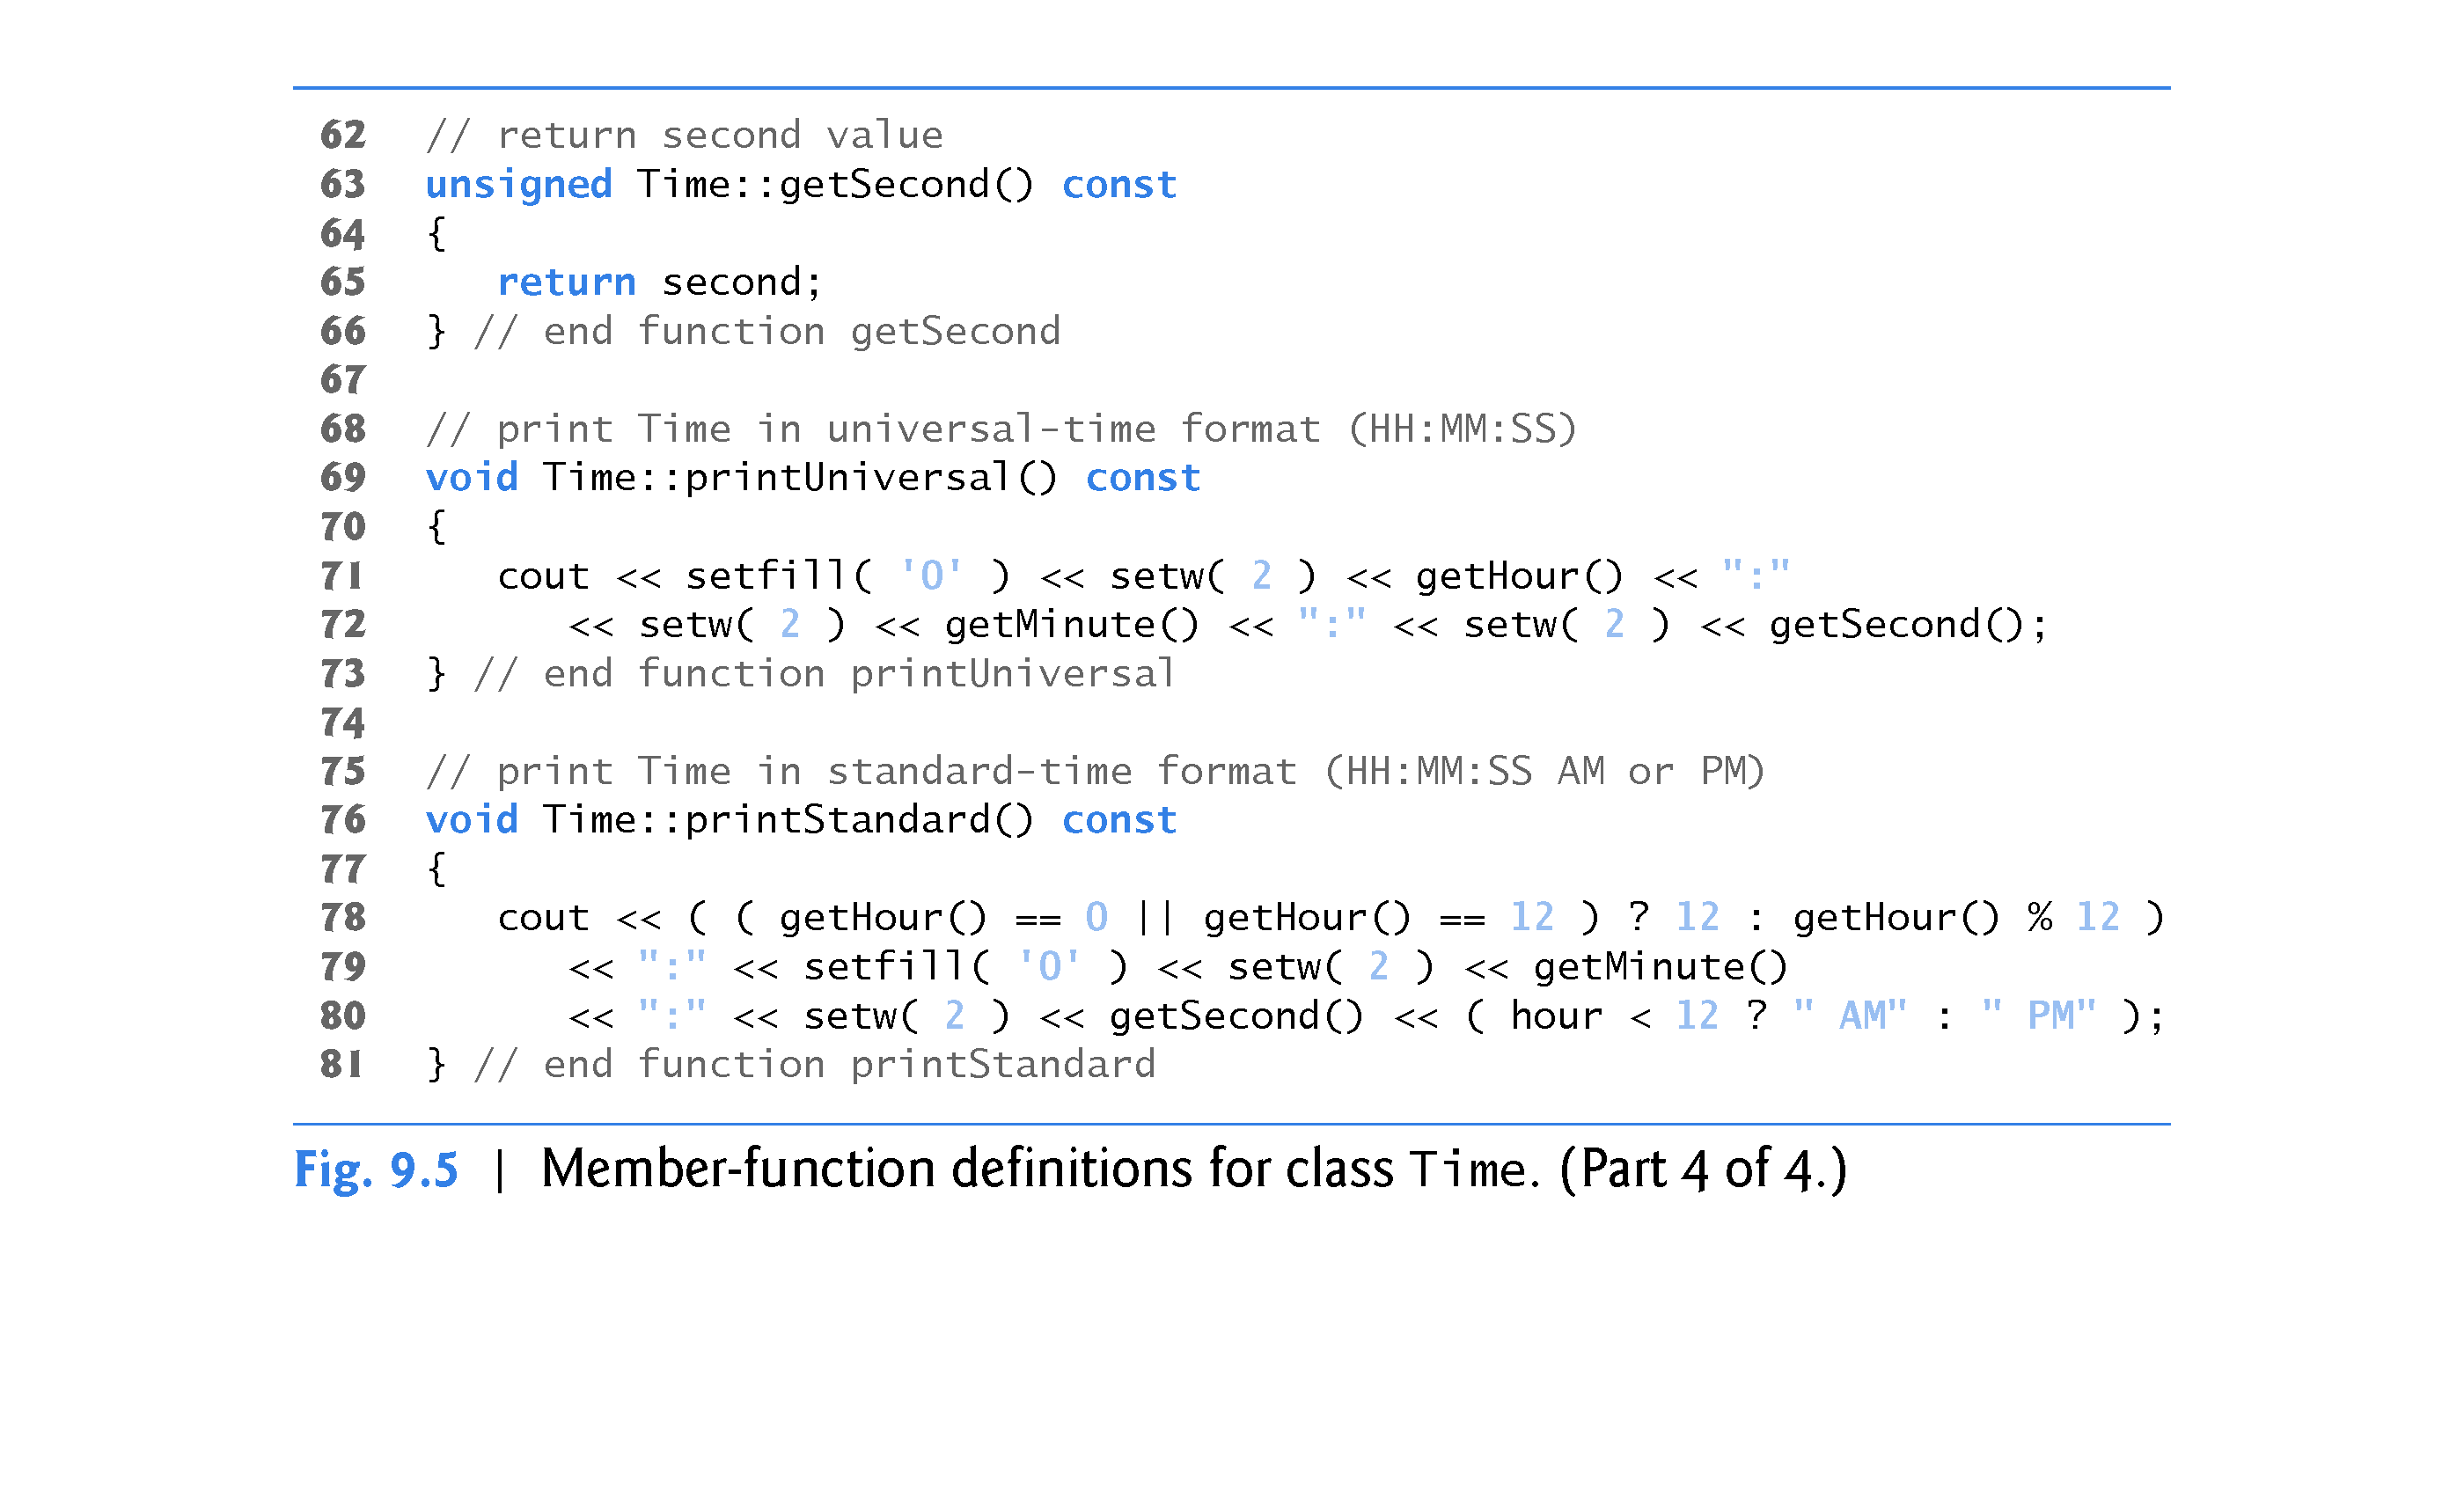 62 // return second value
63 unsigned Time::getSecond() const
64 {
65    return second;
66 } // end function getSecond
67
68 // print Time in universal-time format (HH:MM:SS)
69 void Time::printUniversal() const
70 {
71    cout << setfill( '0' ) << setw( 2 ) << getHour() << ":"
72       << setw( 2 ) << getMinute() << ":" << setw( 2 ) << getSecond();
73 } // end function printUniversal
74
75 // print Time in standard-time format (HH:MM:SS AM or PM)
76 void Time::printStandard() const
77 {
78    cout << ( ( getHour() == 0 || getHour() == 12 ) ? 12 : getHour() % 12 )
79       << ":" << setfill( '0' ) << setw( 2 ) << getMinute()
80       << ":" << setw( 2 ) << getSecond() << ( hour < 12 ? " AM" : " PM" );
81 } // end function printStandard
Fig. 9.5 | Member-function definitions for class Time. (Part 4 of 4.)